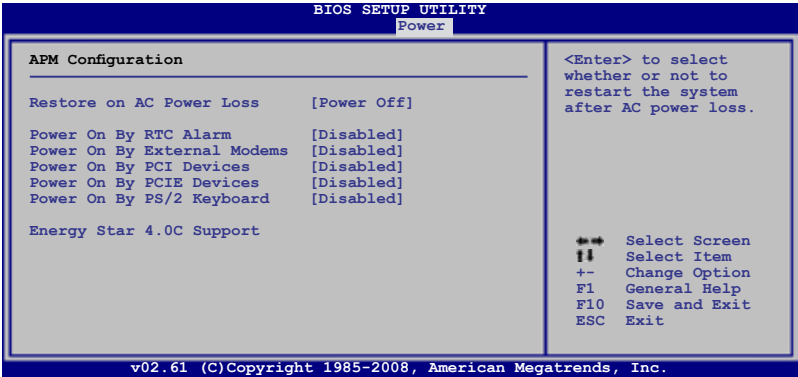 BIOS SETUP UTILITY
Power
APM Configuration
Restore on AC Power Loss [Power Off]
Power On By RTC Alarm [Disabled]
Power On By External Modems [Disabled]
Power On By PCI Devices [Disabled]
Power On By PCIE Devices [Disabled]
Power On By PS/2 Keyboard [Disabled]
Energy Star 4.0C Support
<Enter> to select
whether or not to
restart the system
after AC power loss.
Select Screen
Select Item
+- Change Option
F1 General Help
F10 Save and Exit
ESC Exit
v02.61 (C)Copyright 1985-2008, American Megatrends, Inc.